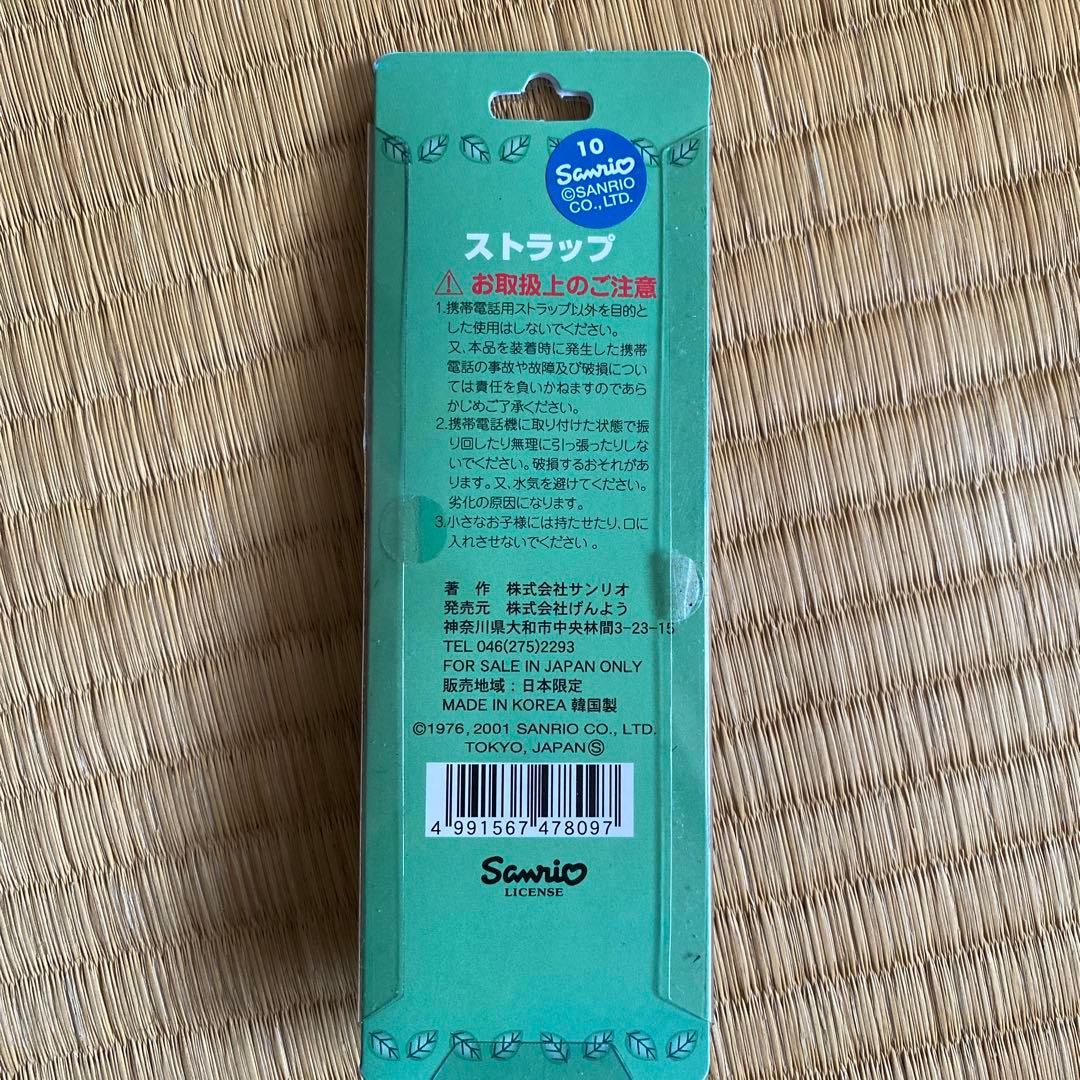 10
Sanrio
©SANRIO
CO.,LTD.
ストラップ
お取扱上のご注意
1.携帯電話用ストラップ以外を目的と
した使用はしないでください。
又、本品を装着時に発生した携帯
電話の事故や故障及び破損につい
ては責任を負いかねますのであら
かじめご了承ください。
2.携帯電話機に取り付けた状態で振
り回したり無理に引っ張ったりしな
いでください。破損するおそれがあ
ります。又、水気を避けてください。
劣化の原因になります。
3.小さなお子様には持たせたり、口に
入れさせないでください。
著 作 株式会社サンリオ
発売元 株式会社げんよう
神奈川県大和市中央林間3-23-15
TEL 046(275)2293
FOR SALE IN JAPAN ONLY
販売地域：日本限定
MADE IN KOREA 韓国製
©1976, 2001 SANRIO CO., LTD.
TOKYO, JAPAN Ⓢ
4 991567 478097
Sanrio
LICENSE